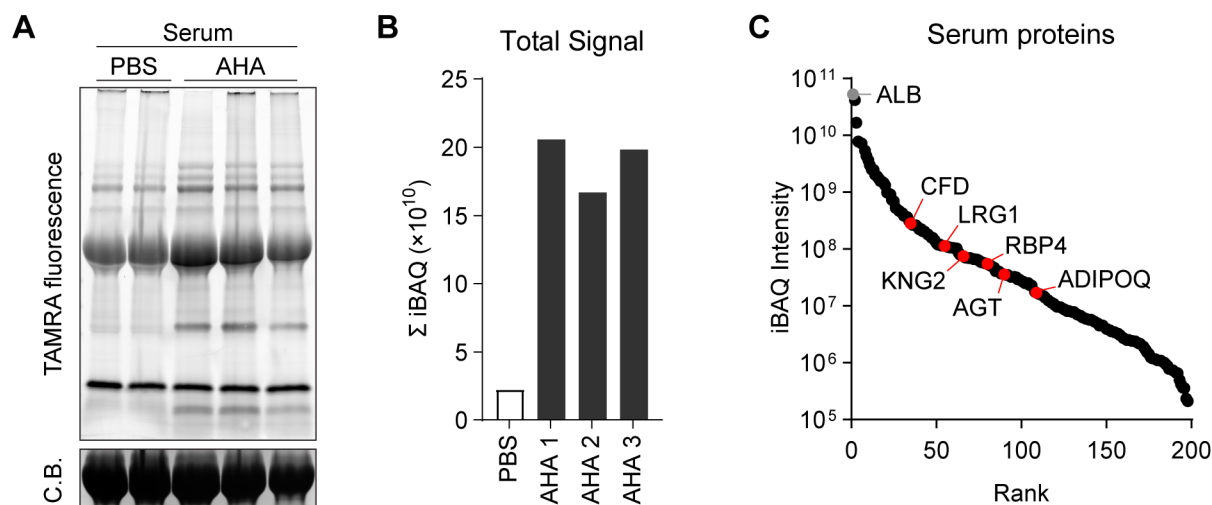 A
Serum
PBS AHA
TAMRA fluorescence
C.B.
B
Total Signal
Σ iBAQ (×10¹⁰)
25
20
15
10
5
0
PBS
AHA 1
AHA 2
AHA 3
C
Serum proteins
iBAQ Intensity
10¹¹
10¹⁰
10⁹
10⁸
10⁷
10⁶
10⁵
ALB
CFD
LRG1
RBP4
KNG2
AGT
ADIPOQ
0 50 100 150 200
Rank